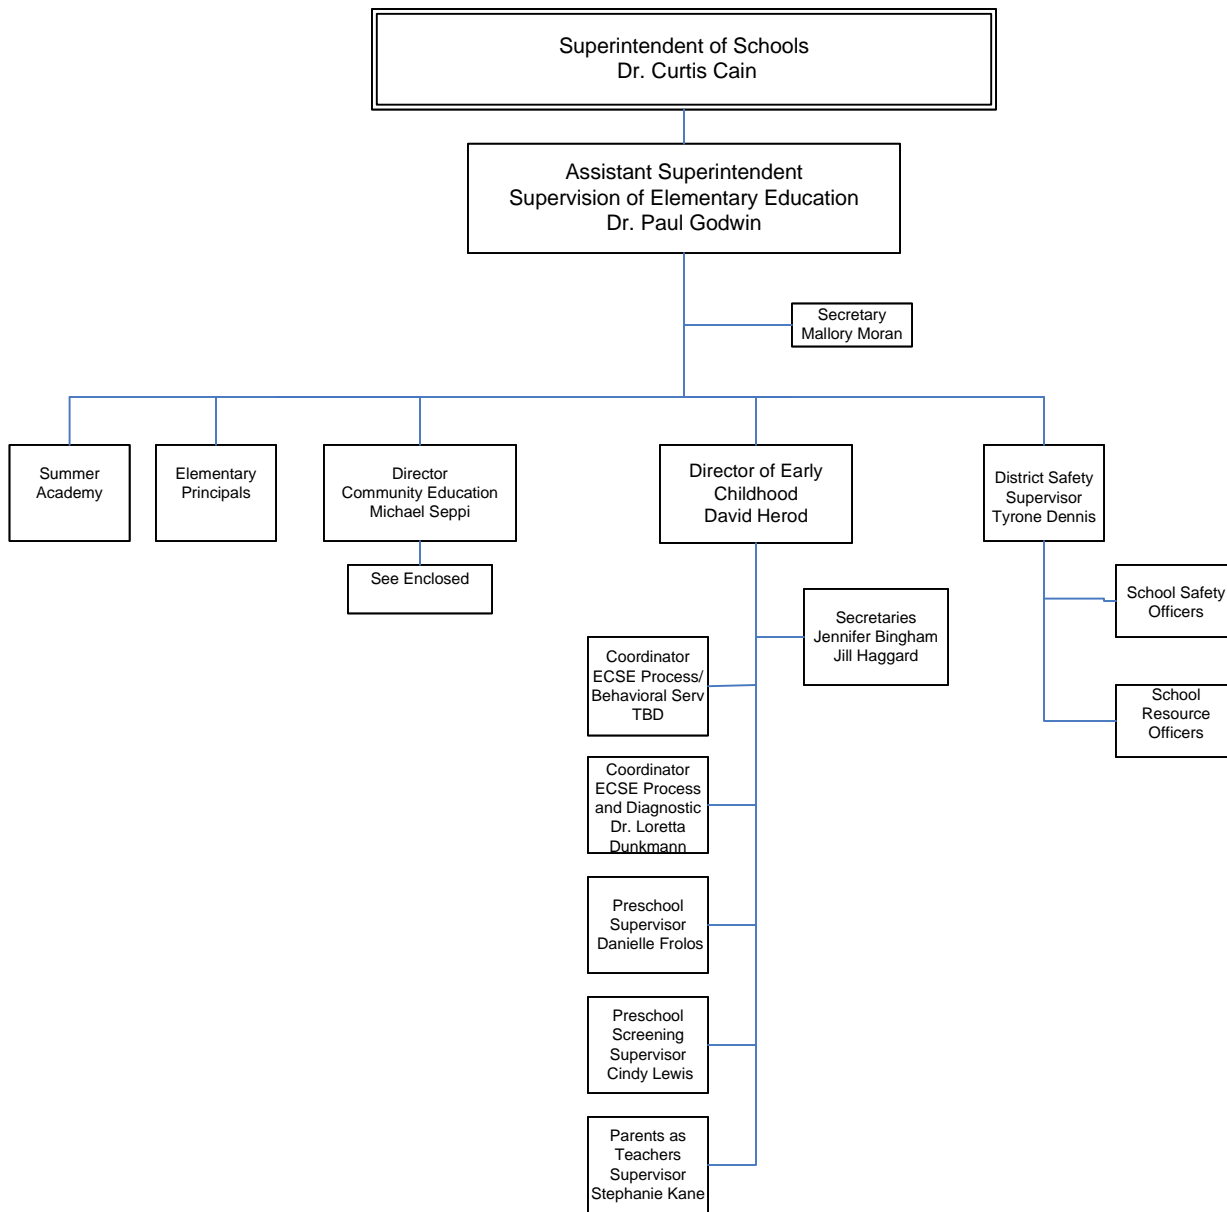 Superintendent of Schools
Dr. Curtis Cain
Assistant Superintendent
Supervision of Elementary Education
Dr. Paul Godwin
Secretary
Mallory Moran
Summer
Academy
Elementary
Principals
Director
Community Education
Michael Seppi
See Enclosed
Director of Early
Childhood
David Herod
District Safety
Supervisor
Tyrone Dennis
Secretaries
Jennifer Bingham
Jill Haggard
School Safety
Officers
School
Resource
Officers
Coordinator
ECSE Process/
Behavioral Serv
TBD
Coordinator
ECSE Process
and Diagnostic
Dr. Loretta
Dunkmann
Preschool
Supervisor
Danielle Frolos
Preschool
Screening
Supervisor
Cindy Lewis
Parents as
Teachers
Supervisor
Stephanie Kane